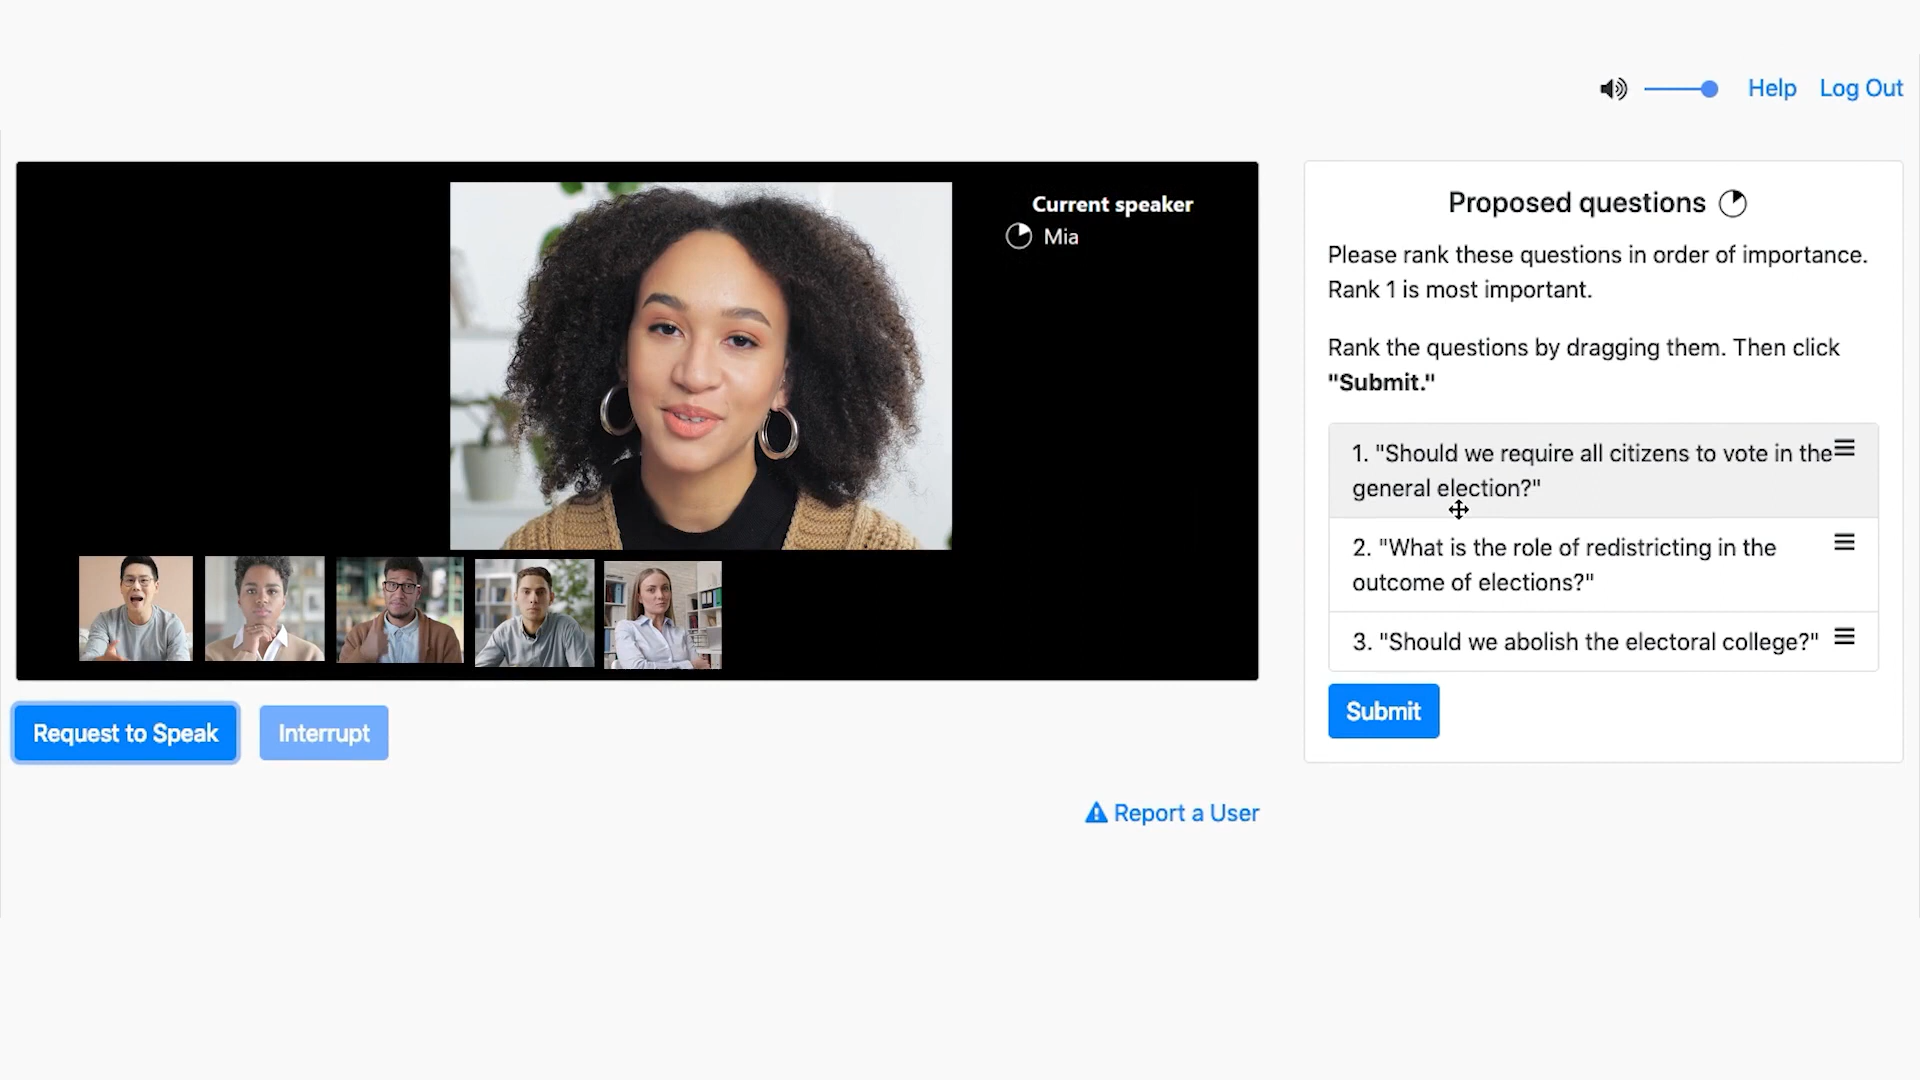 Help Log Out
Current speaker
Mia
Request to Speak Interrupt
Report a User
Proposed questions
Please rank these questions in order of importance.
Rank 1 is most important.
Rank the questions by dragging them. Then click
"Submit."
1. "Should we require all citizens to vote in the
general election?"
2. "What is the role of redistricting in the
outcome of elections?"
3. "Should we abolish the electoral college?"
Submit